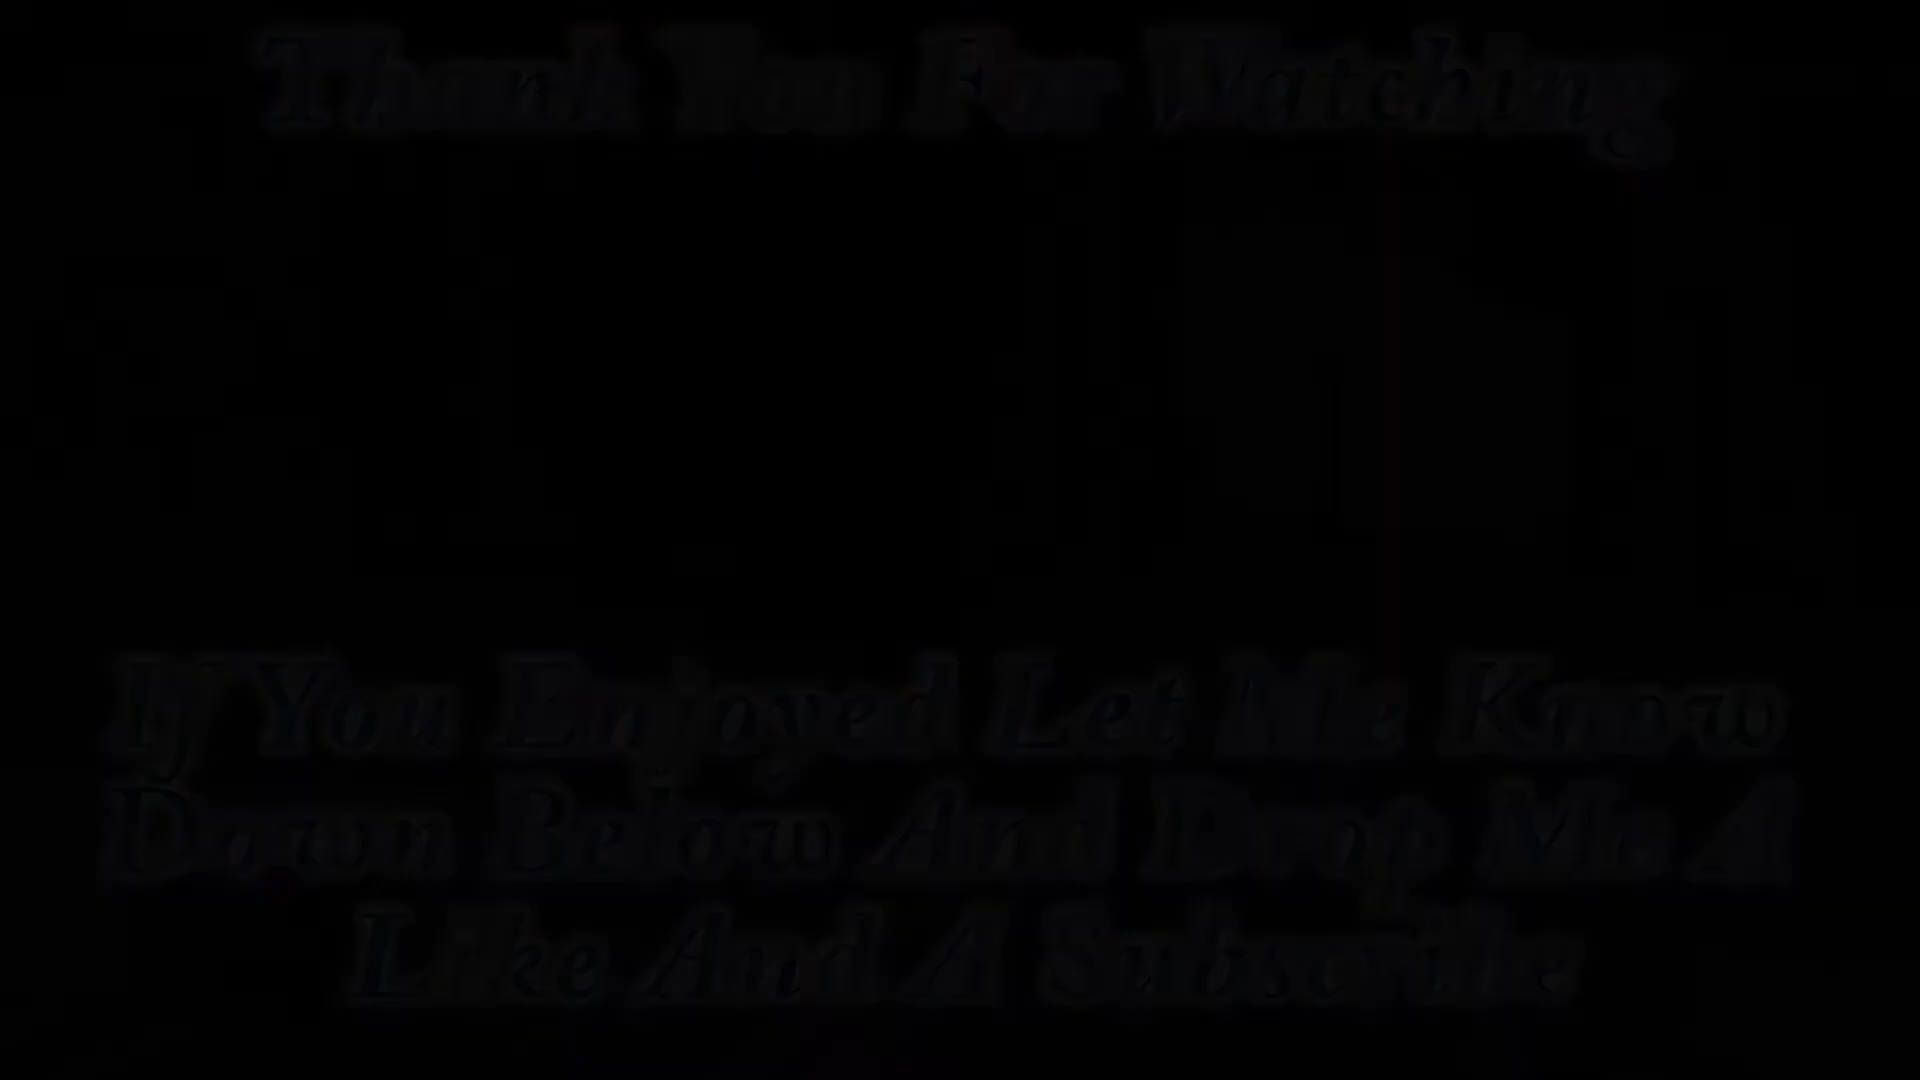 Thank You For Watching
If You Enjoyed Let Me Know
Down Below And Drop Me A
Like And A Subscribe